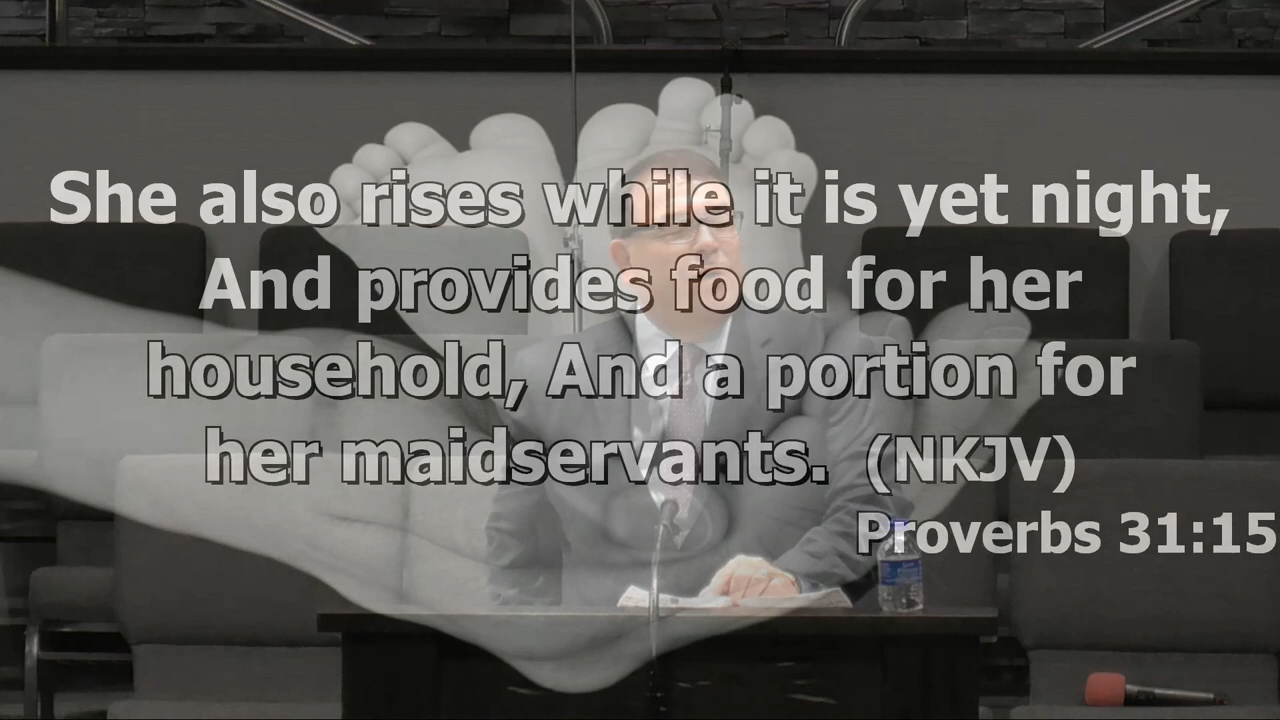 She also rises while it is yet night,
And provides food for her
household, And a portion for
her maidservants. (NKJV)
Proverbs 31:15